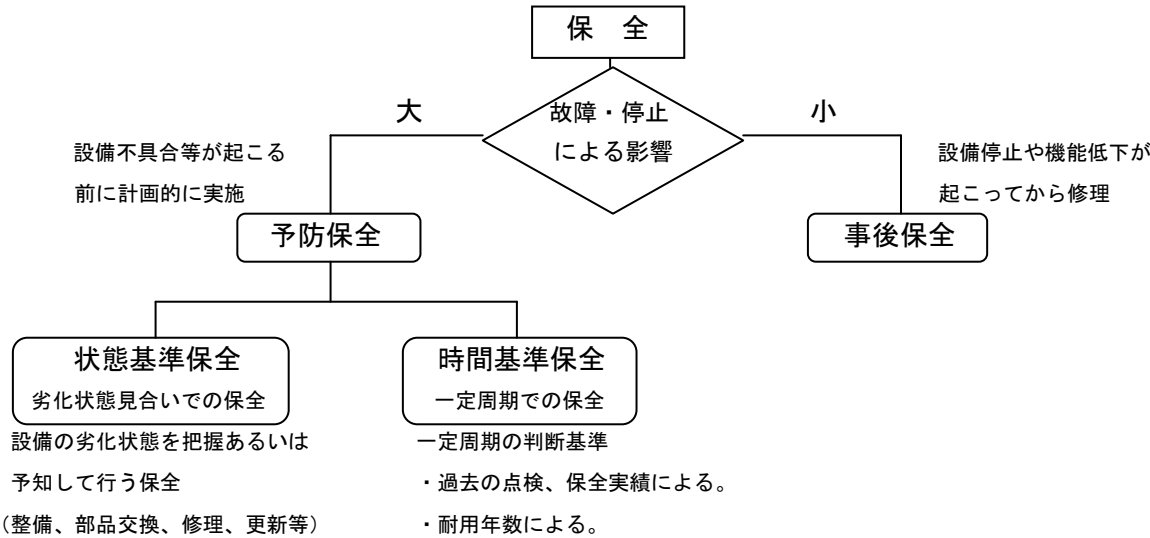 保　全
故障・停止
による影響
大
小
設備不具合等が起こる
前に計画的に実施
設備停止や機能低下が
起こってから修理
予防保全
事後保全
状態基準保全
劣化状態見合いでの保全
時間基準保全
一定周期での保全
設備の劣化状態を把握あるいは
予知して行う保全
（整備、部品交換、修理、更新等）
一定周期の判断基準
・過去の点検、保全実績による。
・耐用年数による。